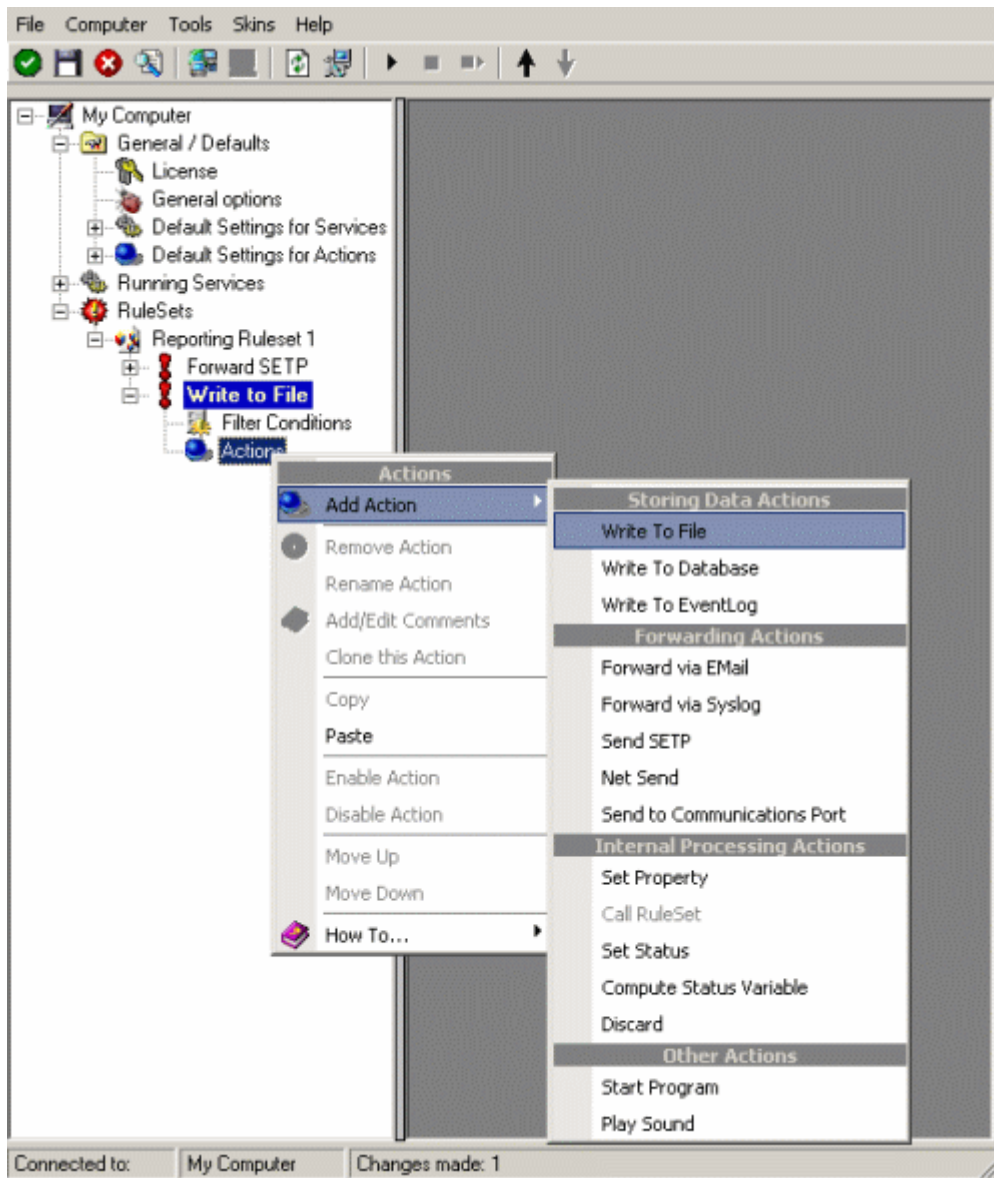 File Computer Tools Skins Help
My Computer
General / Defaults
License
General options
Default Settings for Services
Default Settings for Actions
Running Services
RuleSets
Reporting Ruleset 1
Forward SETP
Write to File
Filter Conditions
Actions
Actions
Add Action
Remove Action
Rename Action
Add/Edit Comments
Clone this Action
Copy
Paste
Enable Action
Disable Action
Move Up
Move Down
How To...
Storing Data Actions
Write To File
Write To Database
Write To EventLog
Forwarding Actions
Forward via EMail
Forward via Syslog
Send SETP
Net Send
Send to Communications Port
Internal Processing Actions
Set Property
Call RuleSet
Set Status
Compute Status Variable
Discard
Other Actions
Start Program
Play Sound
Connected to: My Computer Changes made: 1